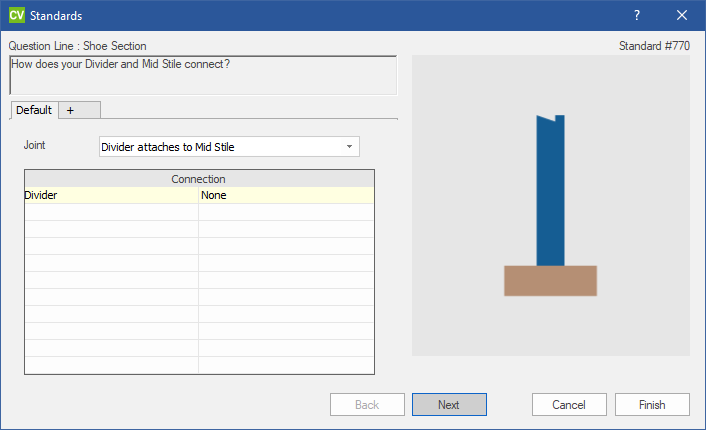 CV Standards ?
Question Line : Shoe Section
Standard #770
How does your Divider and Mid Stile connect?
Default +
Joint Divider attaches to Mid Stile
Connection
Divider None
Back Next Cancel Finish